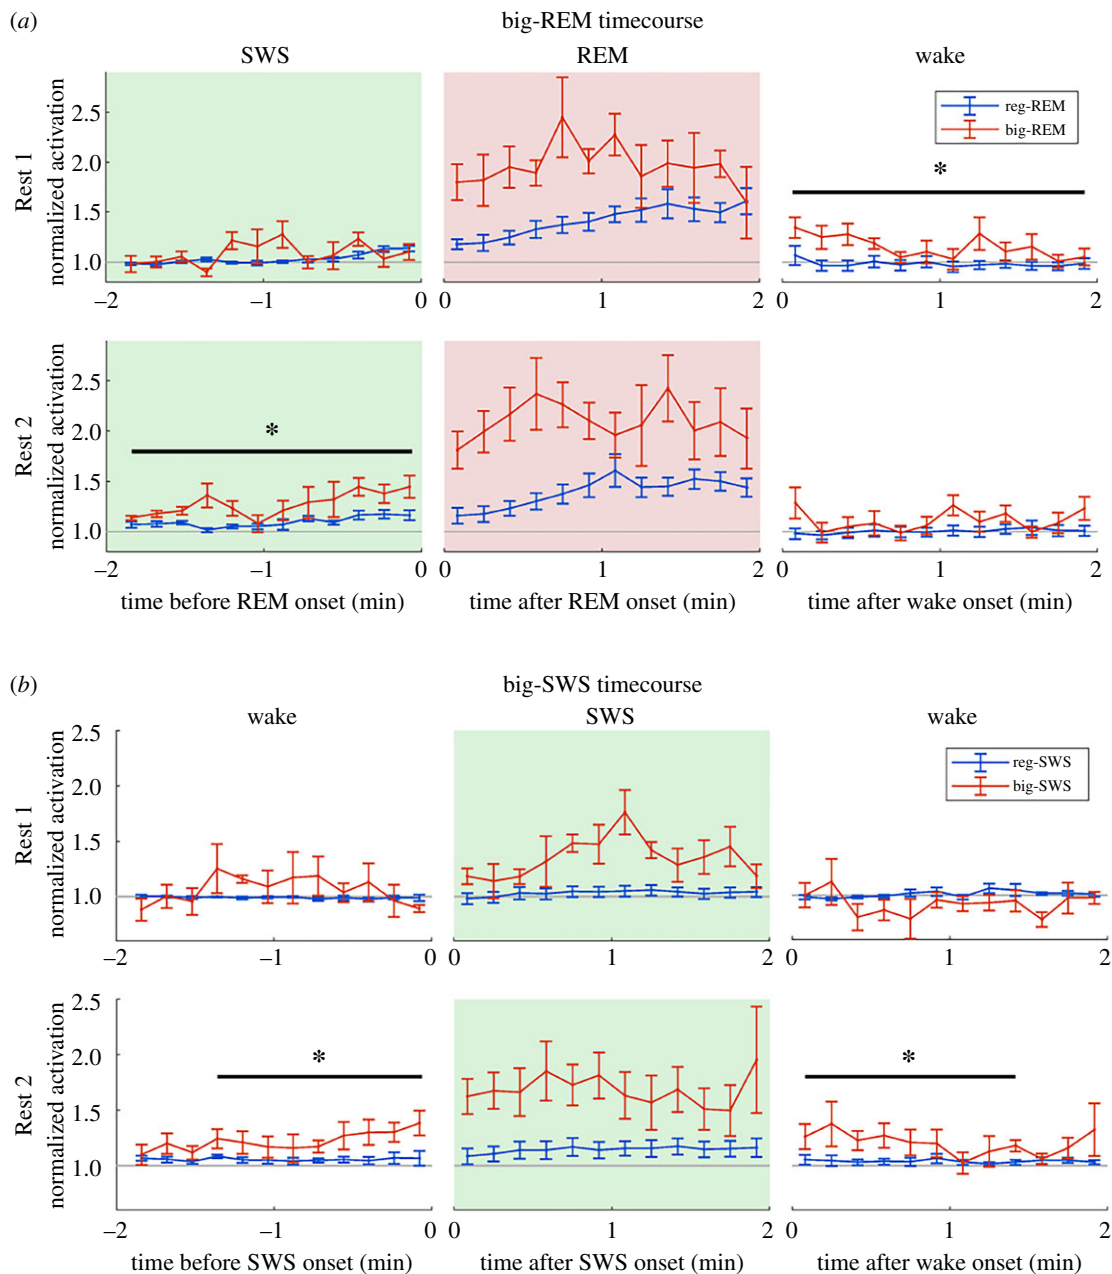 (a)
big-REM timecourse
SWS
REM
wake
Rest 1
normalized activation
2.5
2.0
1.5
1.0
–2
–1
0
1
2
0
1
2
reg-REM
big-REM
*
Rest 2
normalized activation
2.5
2.0
1.5
1.0
*
–2
–1
0
1
2
0
1
2
time before REM onset (min)
time after REM onset (min)
time after wake onset (min)
(b)
big-SWS timecourse
wake
SWS
wake
Rest 1
normalized activation
2.5
2.0
1.5
1.0
–2
–1
0
0
1
2
0
1
2
reg-SWS
big-SWS
Rest 2
normalized activation
2.5
2.0
1.5
1.0
*
*
–2
–1
0
0
1
2
0
1
2
time before SWS onset (min)
time after SWS onset (min)
time after wake onset (min)